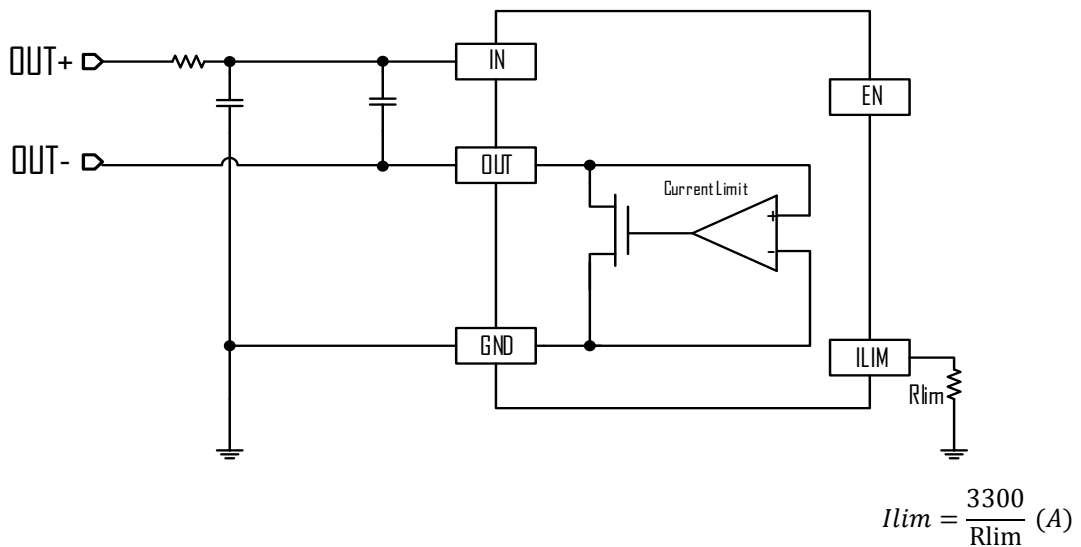 OUT+
IN
EN
OUT-
OUT
Current Limit
+
-
GND
ILIM
Rlim
Ilim = 3300/Rlim (A)